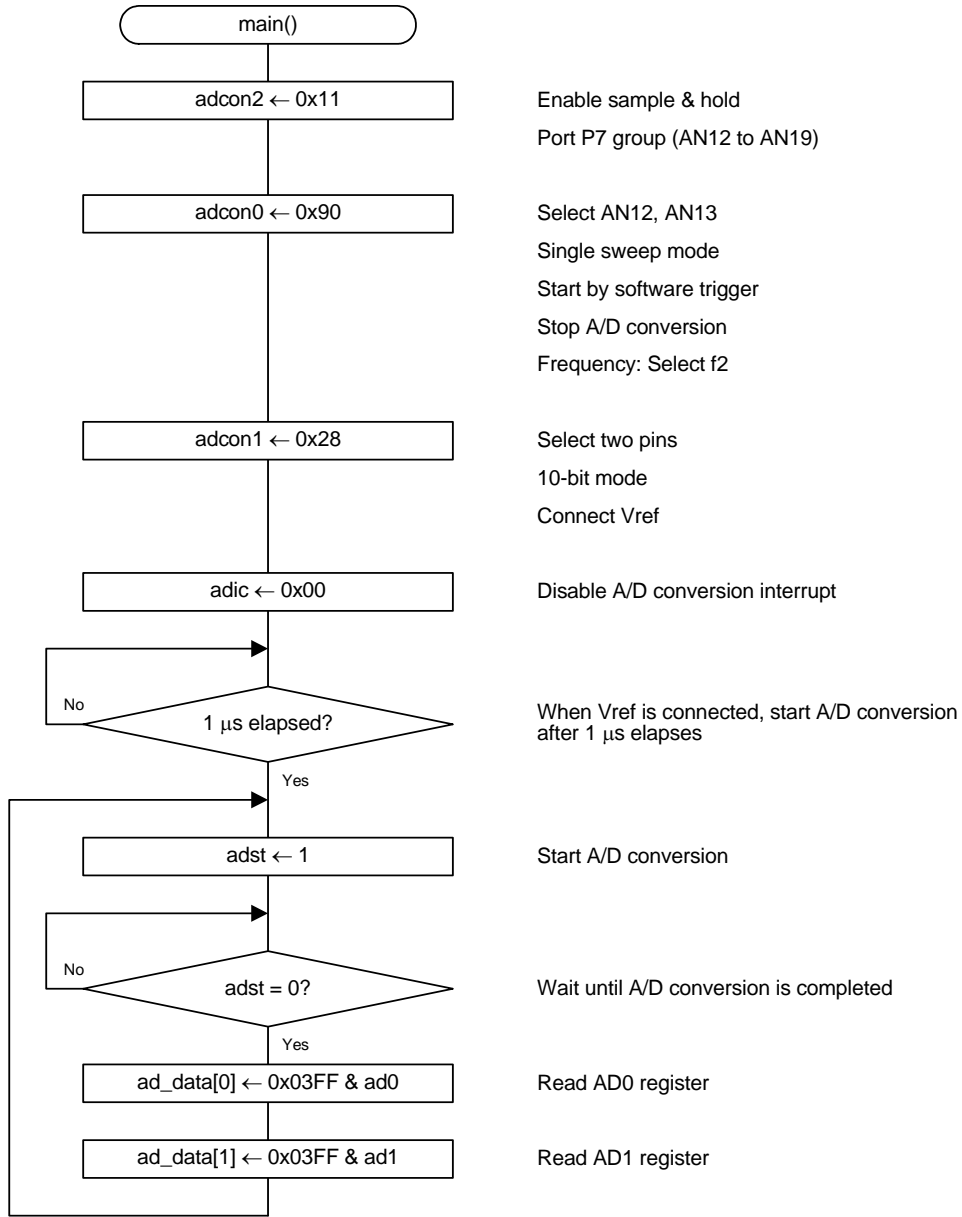 main()
adcon2 ← 0x11
Enable sample & hold
Port P7 group (AN12 to AN19)
adcon0 ← 0x90
Select AN12, AN13
Single sweep mode
Start by software trigger
Stop A/D conversion
Frequency: Select f2
adcon1 ← 0x28
Select two pins
10-bit mode
Connect Vref
adic ← 0x00
Disable A/D conversion interrupt
No
1 μs elapsed?
When Vref is connected, start A/D conversion
after 1 μs elapses
Yes
adst ← 1
Start A/D conversion
No
adst = 0?
Wait until A/D conversion is completed
Yes
ad_data[0] ← 0x03FF & ad0
Read AD0 register
ad_data[1] ← 0x03FF & ad1
Read AD1 register